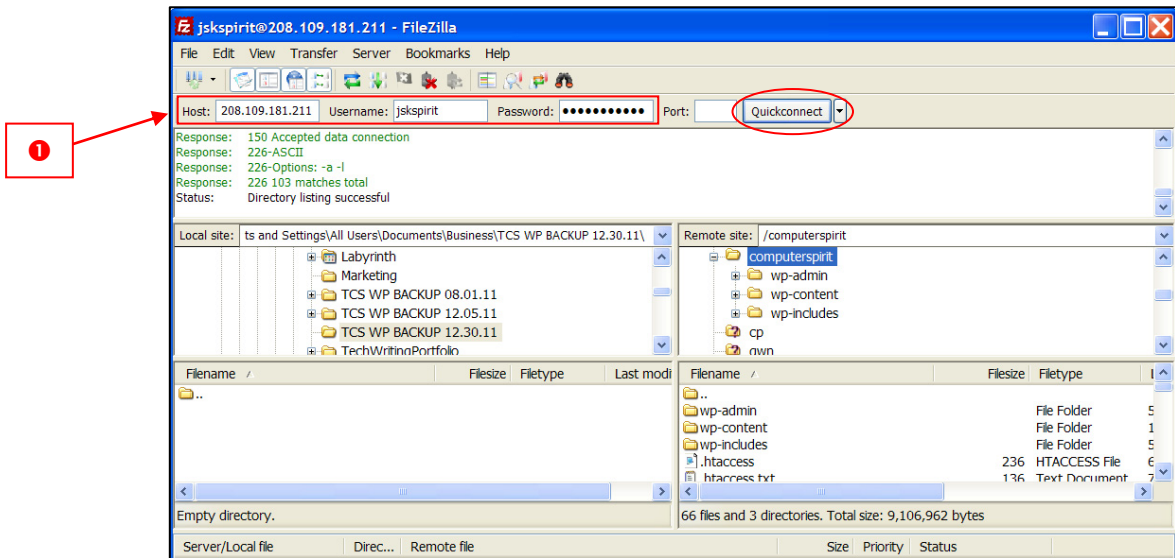 jskspirit@208.109.181.211 - FileZilla
File Edit View Transfer Server Bookmarks Help
Host: 208.109.181.211 Username: jskspirit Password: ●●●●●●●●●●● Port: Quickconnect
❶
Response: 150 Accepted data connection
Response: 226-ASCII
Response: 226-Options: -a -l
Response: 226 103 matches total
Status: Directory listing successful
Local site: ts and Settings\All Users\Documents\Business\TCS WP BACKUP 12.30.11\
Labyrinth
Marketing
TCS WP BACKUP 08.01.11
TCS WP BACKUP 12.05.11
TCS WP BACKUP 12.30.11
TechWritingPortfolio
Remote site: /computerspirit
computerspirit
wp-admin
wp-content
wp-includes
cp
gwn
Filename Filesize Filetype Last modi
..
Empty directory.
Filename Filesize Filetype
..
wp-admin File Folder 5
wp-content File Folder 1
wp-includes File Folder 5
.htaccess 236 HTACCESS File 6
htaccess.txt 136 Text Document 7
66 files and 3 directories. Total size: 9,106,962 bytes
Server/Local file Direc... Remote file Size Priority Status